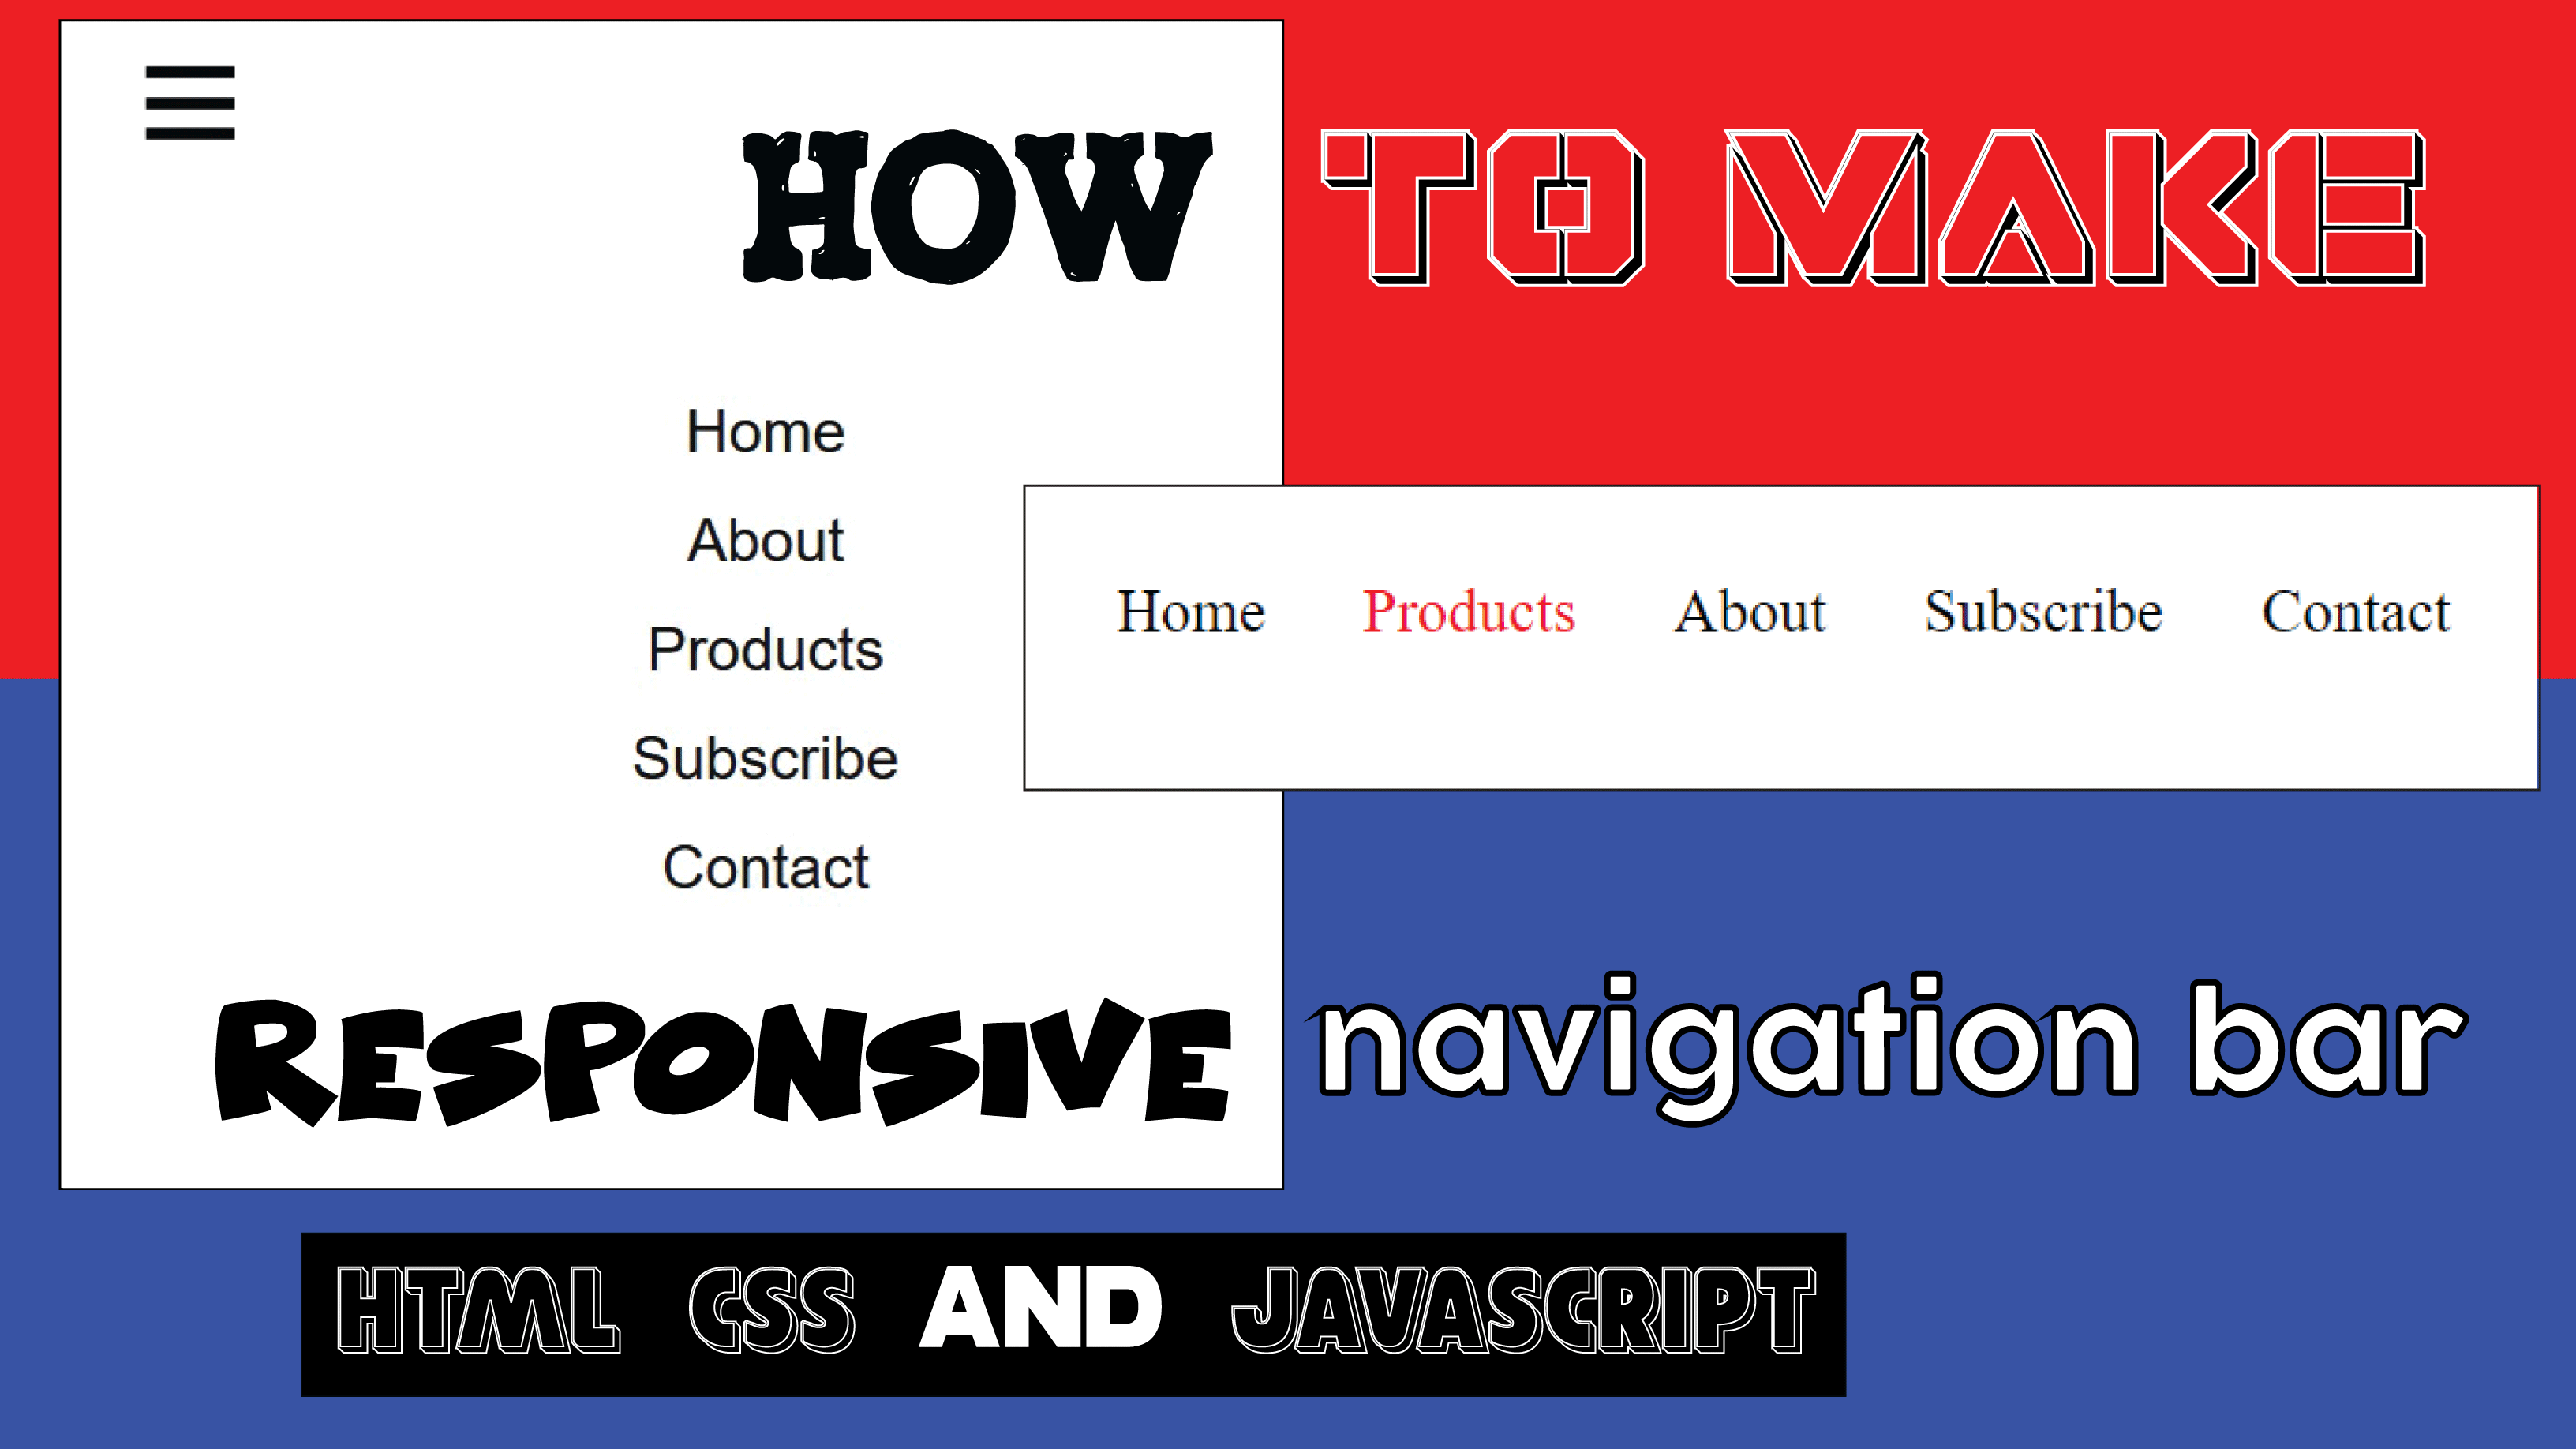 HOW TO MAKE
Home
About
Products
Subscribe
Contact
Home Products About Subscribe Contact
RESPONSIVE navigation bar
HTML CSS AND JAVASCRIPT